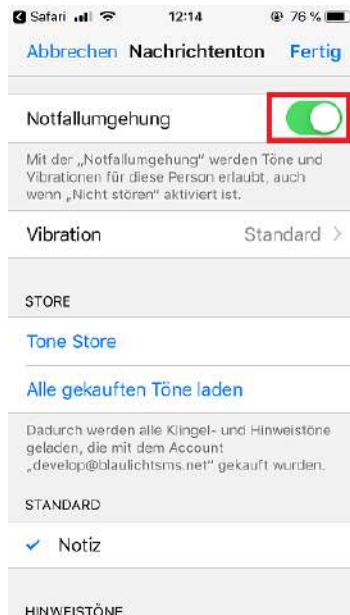 Safari 12:14 76 %
Abbrechen Nachrichtenton Fertig
Notfallumgehung
Mit der „Notfallumgehung" werden Töne und
Vibrationen für diese Person erlaubt, auch
wenn „Nicht stören" aktiviert ist.
Vibration Standard
STORE
Tone Store
Alle gekauften Töne laden
Dadurch werden alle Klingel- und Hinweistöne
geladen, die mit dem Account
„develop@blaulichtsms.net" gekauft wurden.
STANDARD
Notiz
HINWEISTÖNE